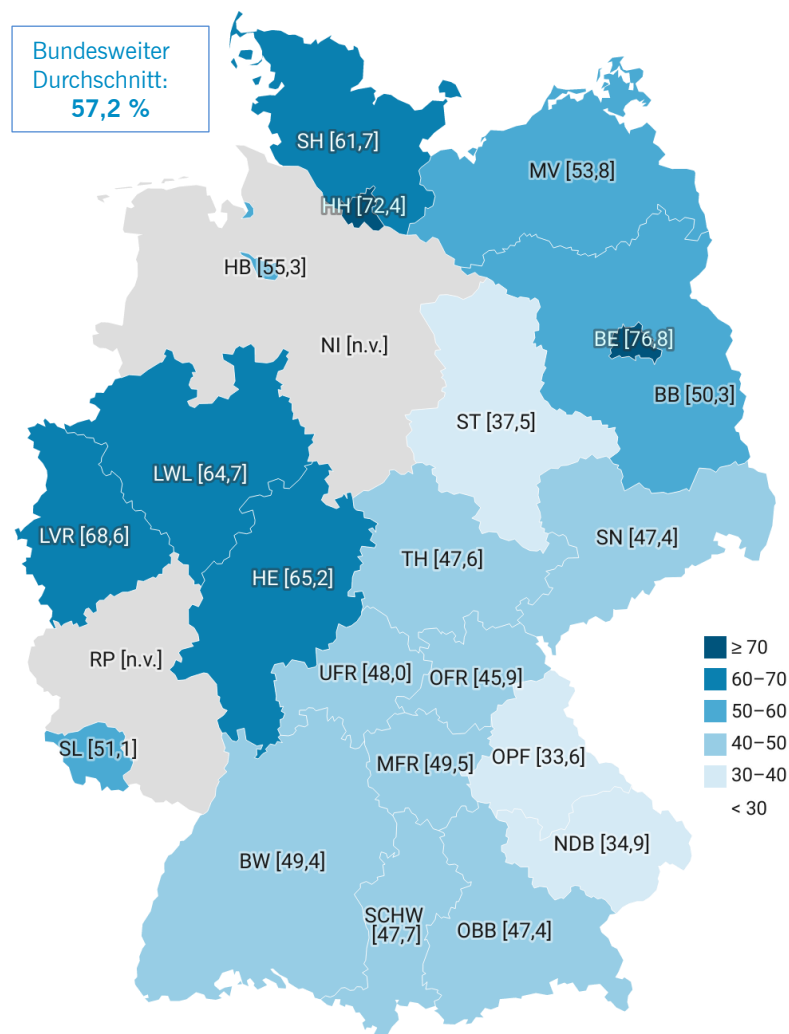 Bundesweiter
Durchschnitt:
57,2 %
SH [61,7]
MV [53,8]
HH [72,4]
HB [55,3]
NI [n.v.]
BE [76,8]
BB [50,3]
ST [37,5]
LWL [64,7]
LVR [68,6]
SN [47,4]
TH [47,6]
HE [65,2]
RP [n.v.]
UFR [48,0]
OFR [45,9]
SL [51,1]
MFR [49,5]
OPF [33,6]
NDB [34,9]
BW [49,4]
SCHW
[47,7]
OBB [47,4]
≥ 70
60–70
50–60
40–50
30–40
< 30